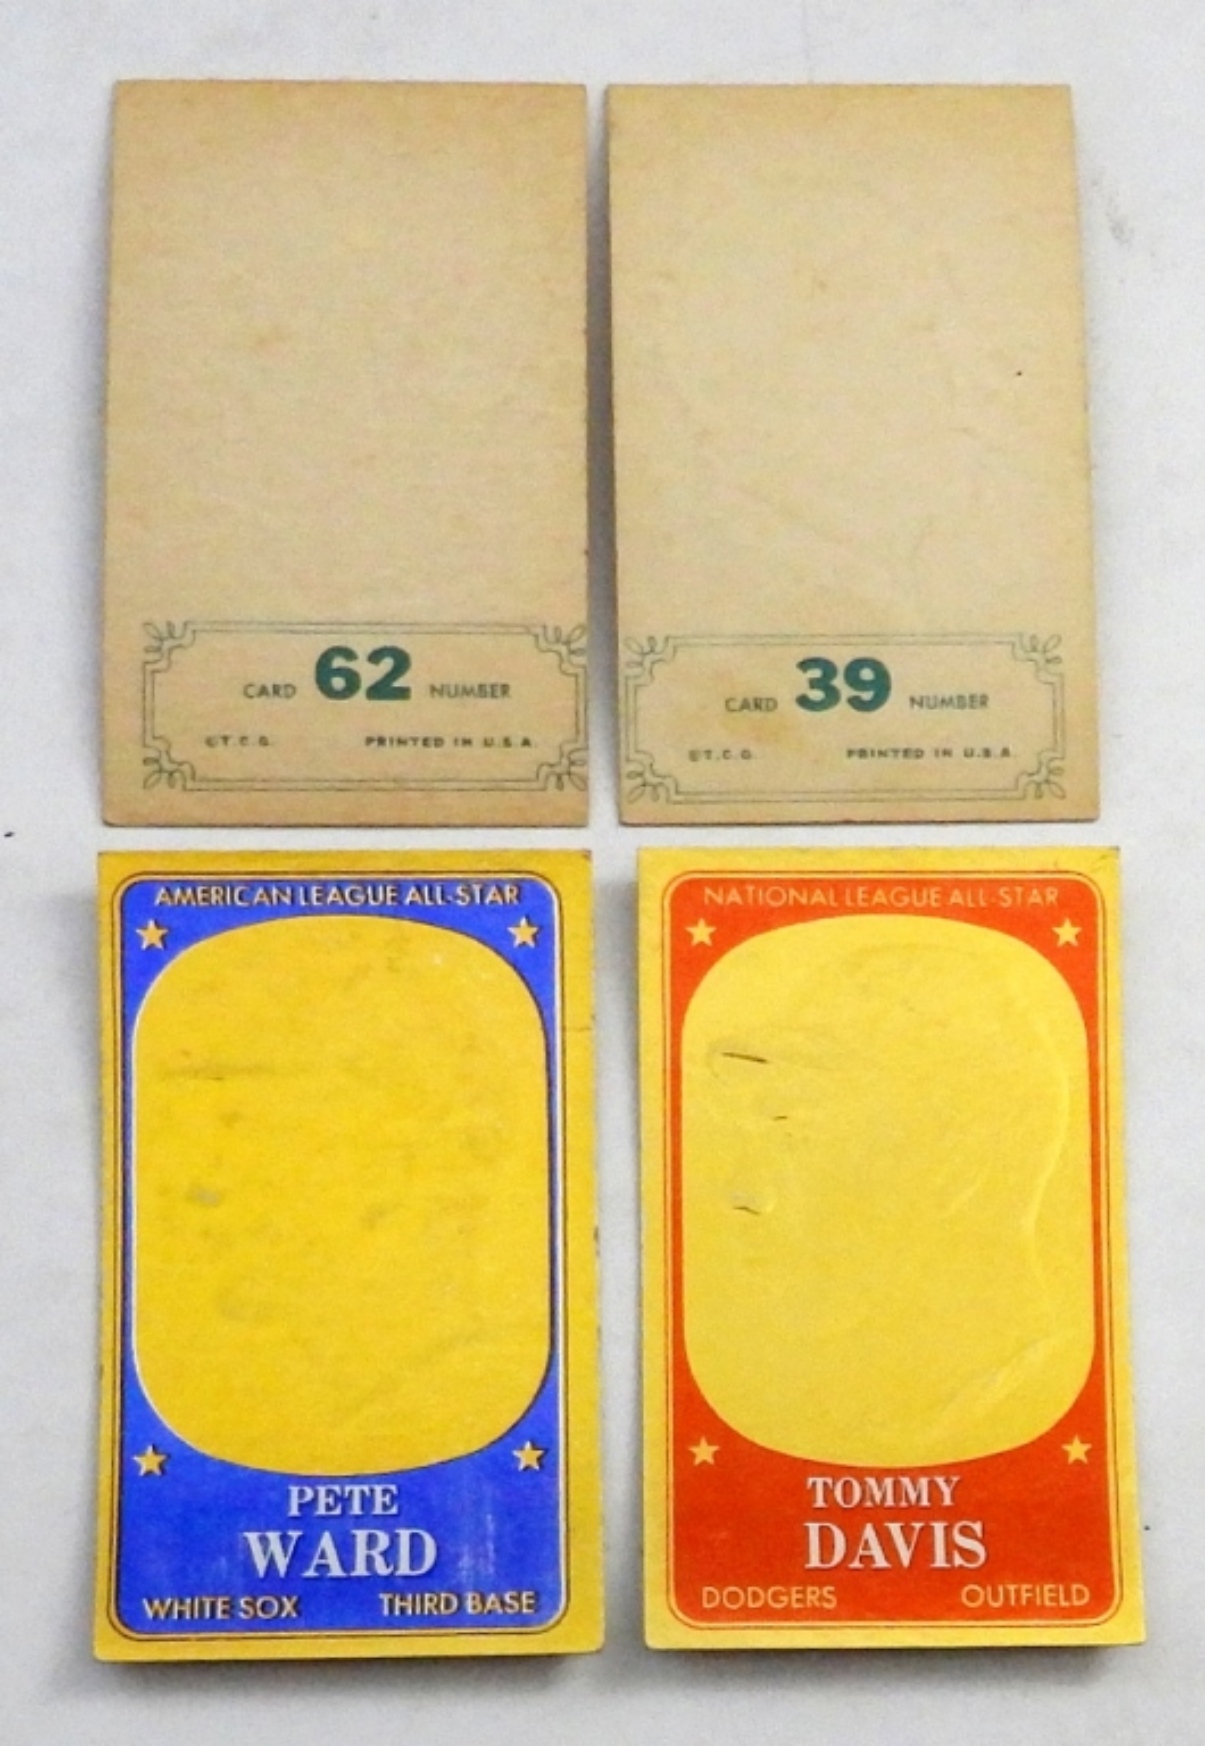 CARD 62 NUMBER
©T.C.G. PRINTED IN U.S.A.
CARD 39 NUMBER
©T.C.G. PRINTED IN U.S.A.
AMERICAN LEAGUE ALL-STAR
PETE
WARD
WHITE SOX THIRD BASE
NATIONAL LEAGUE ALL-STAR
TOMMY
DAVIS
DODGERS OUTFIELD